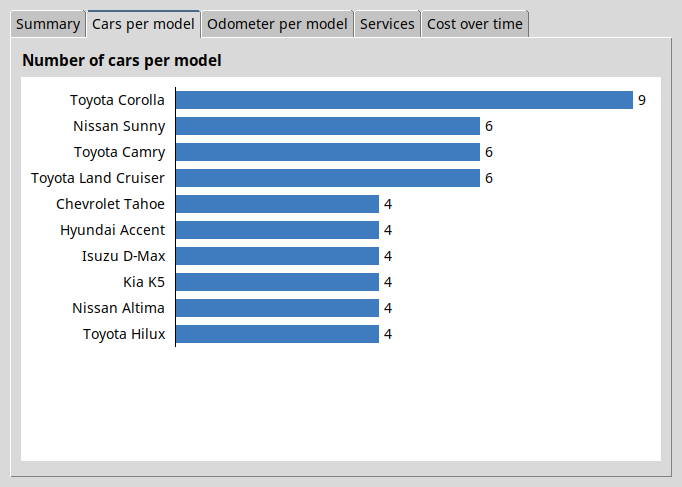 Summary Cars per model Odometer per model Services Cost over time
Number of cars per model
Toyota Corolla 9
Nissan Sunny 6
Toyota Camry 6
Toyota Land Cruiser 6
Chevrolet Tahoe 4
Hyundai Accent 4
Isuzu D-Max 4
Kia K5 4
Nissan Altima 4
Toyota Hilux 4